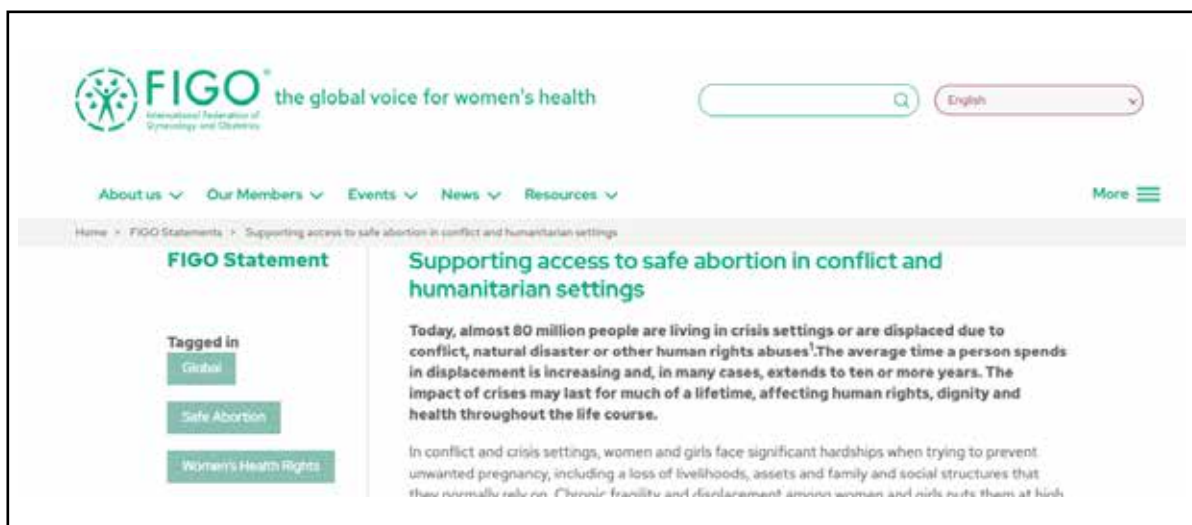 FIGO®
the global voice for women's health
International Federation of
Gynecology and Obstetrics
English
About us
Our Members
Events
News
Resources
More
Home > FIGO Statements > Supporting access to safe abortion in conflict and humanitarian settings
FIGO Statement
Tagged in
Global
Safe Abortion
Women's Health Rights
Supporting access to safe abortion in conflict and
humanitarian settings
Today, almost 80 million people are living in crisis settings or are displaced due to
conflict, natural disaster or other human rights abuses¹.The average time a person spends
in displacement is increasing and, in many cases, extends to ten or more years. The
impact of crises may last for much of a lifetime, affecting human rights, dignity and
health throughout the life course.
In conflict and crisis settings, women and girls face significant hardships when trying to prevent
unwanted pregnancy, including a loss of livelihoods, assets and family and social structures that
they normally rely on. Chronic fragility and displacement among women and girls puts them at high